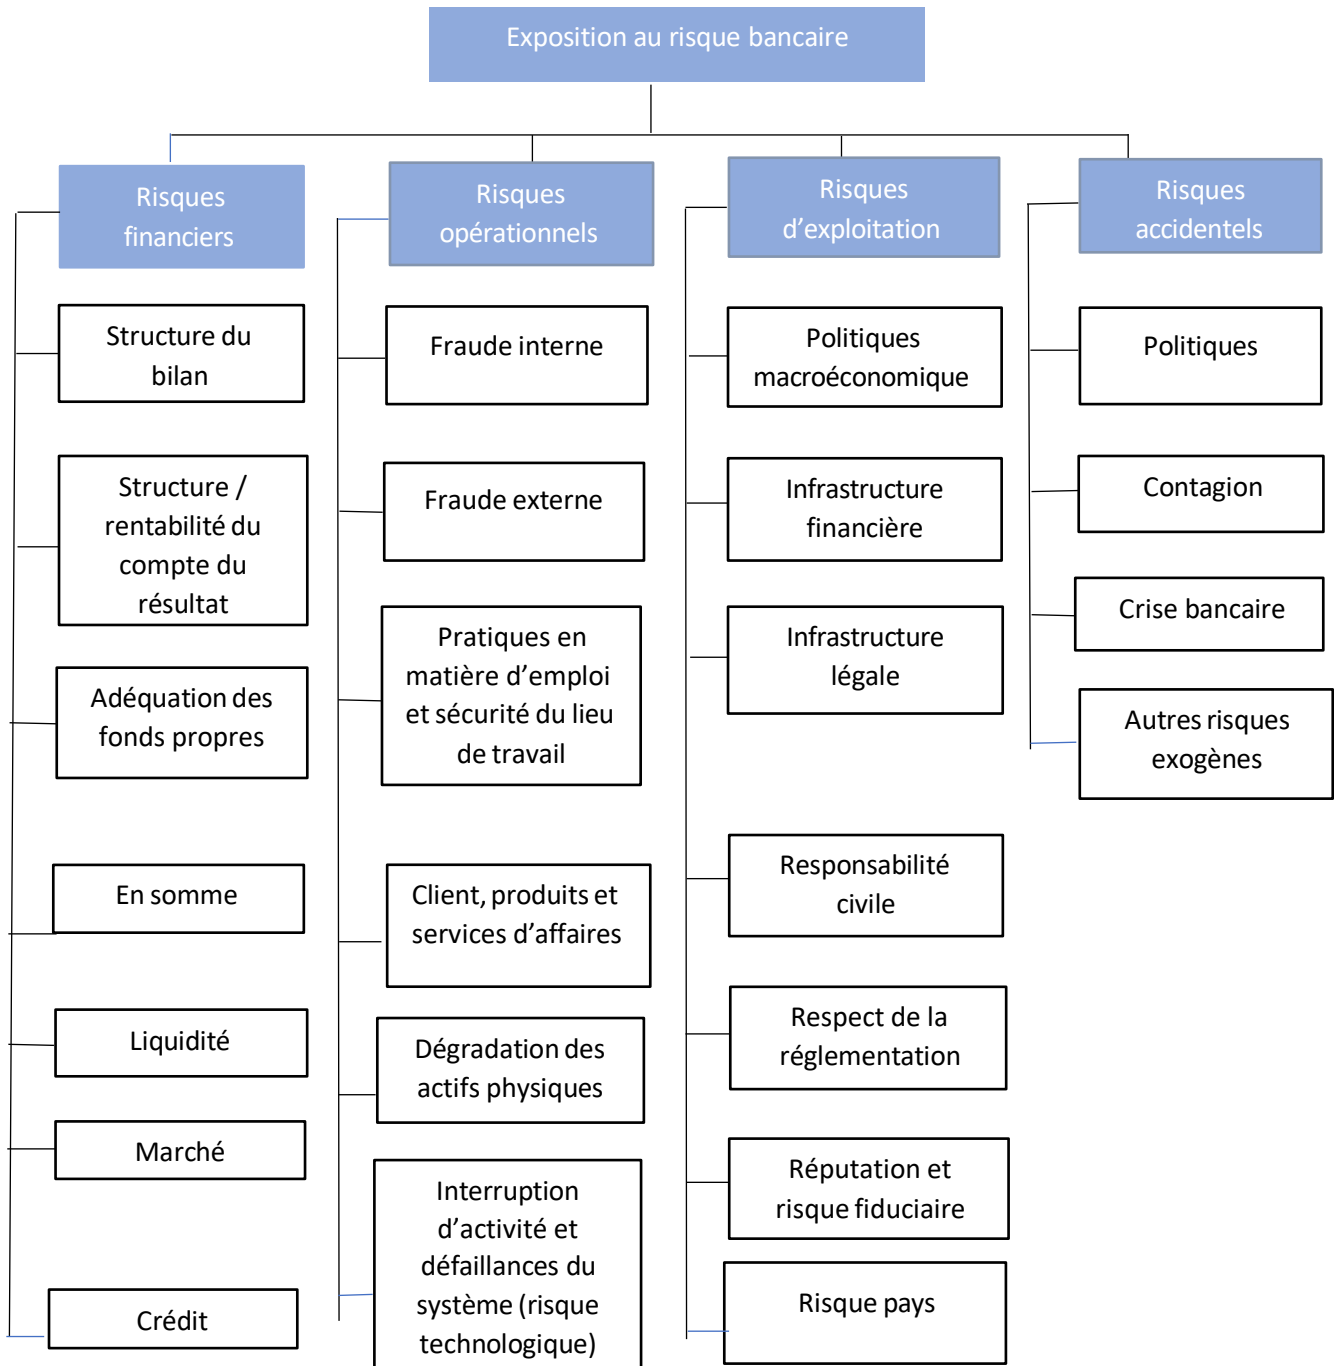 Exposition au risque bancaire
Risques
financiers
Risques
opérationnels
Risques
d'exploitation
Risques
accidentels
Structure du
bilan
Structure /
rentabilité du
compte du
résultat
Adéquation des
fonds propres
En somme
Liquidité
Marché
Crédit
Fraude interne
Fraude externe
Pratiques en
matière d'emploi
et sécurité du lieu
de travail
Client, produits et
services d'affaires
Dégradation des
actifs physiques
Interruption
d'activité et
défaillances du
système (risque
technologique)
Politiques
macroéconomique
Infrastructure
financière
Infrastructure
légale
Responsabilité
civile
Respect de la
réglementation
Réputation et
risque fiduciaire
Risque pays
Politiques
Contagion
Crise bancaire
Autres risques
exogènes